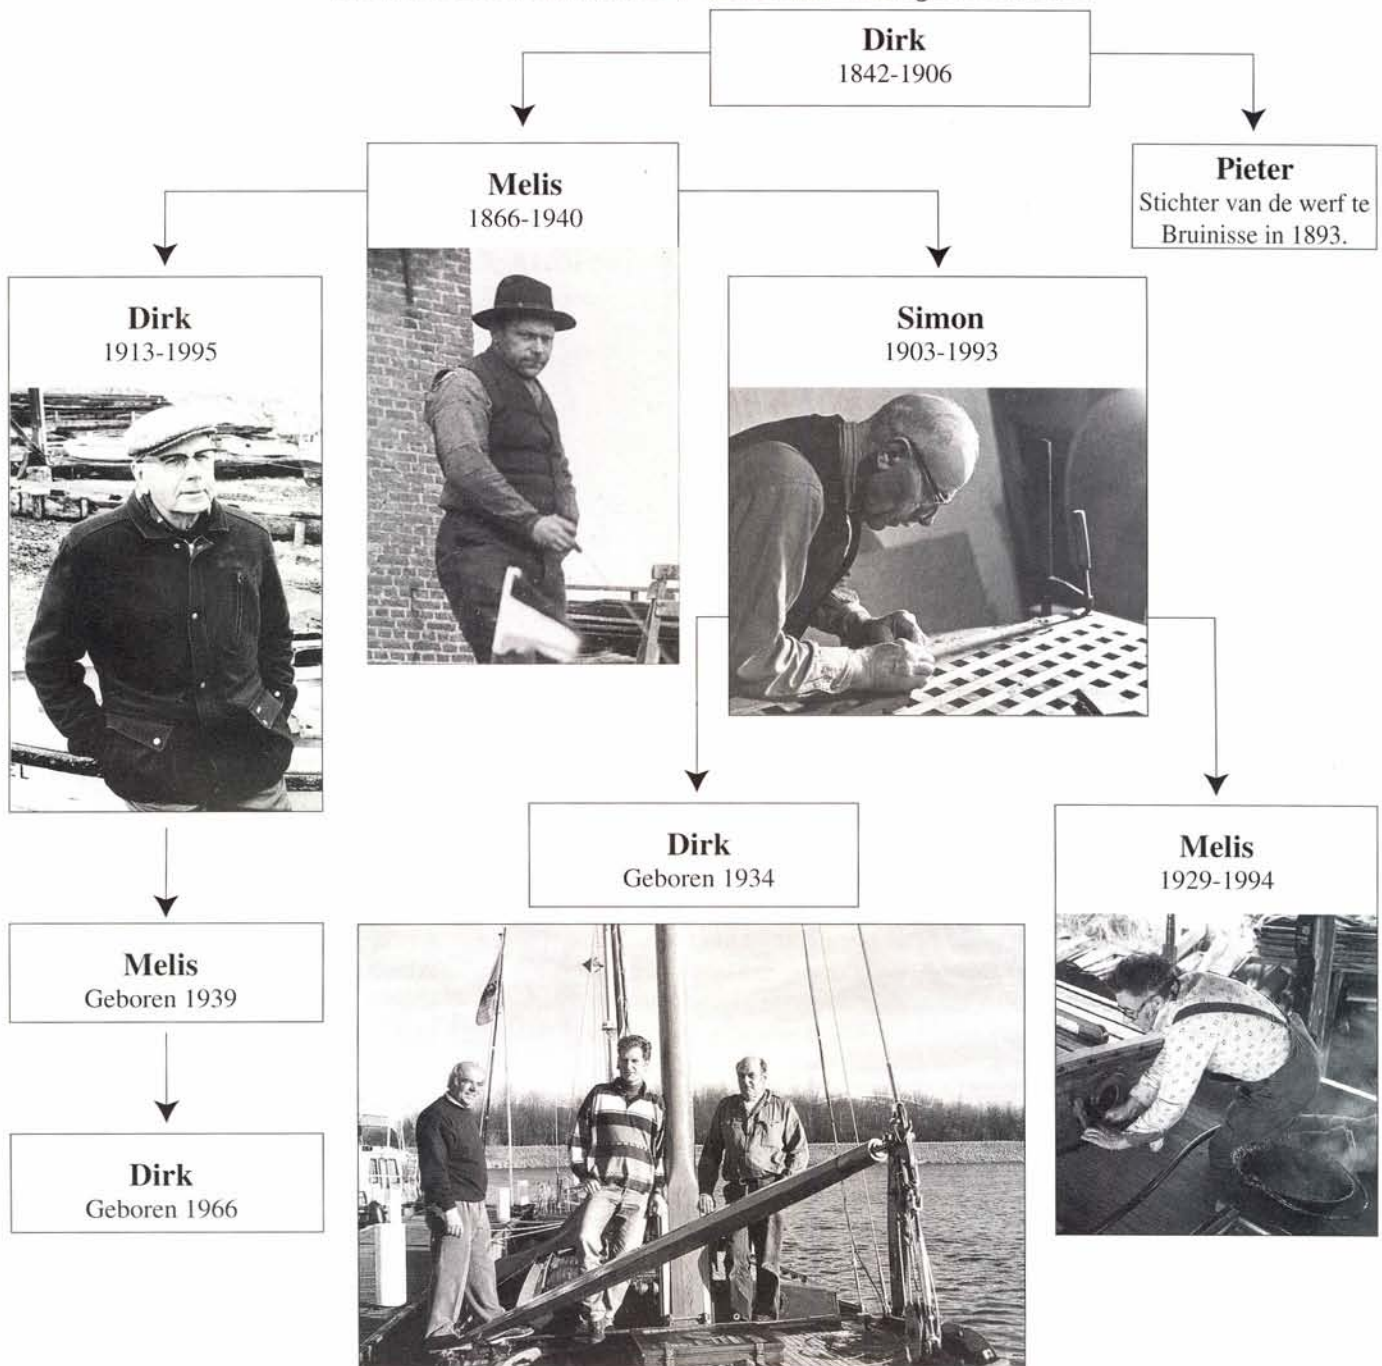 Dirk
1842-1906
Melis
1866-1940
Pieter
Stichter van de werf te
Bruinisse in 1893.
Dirk
1913-1995
Simon
1903-1993
Dirk
Geboren 1934
Melis
1929-1994
Melis
Geboren 1939
Dirk
Geboren 1966